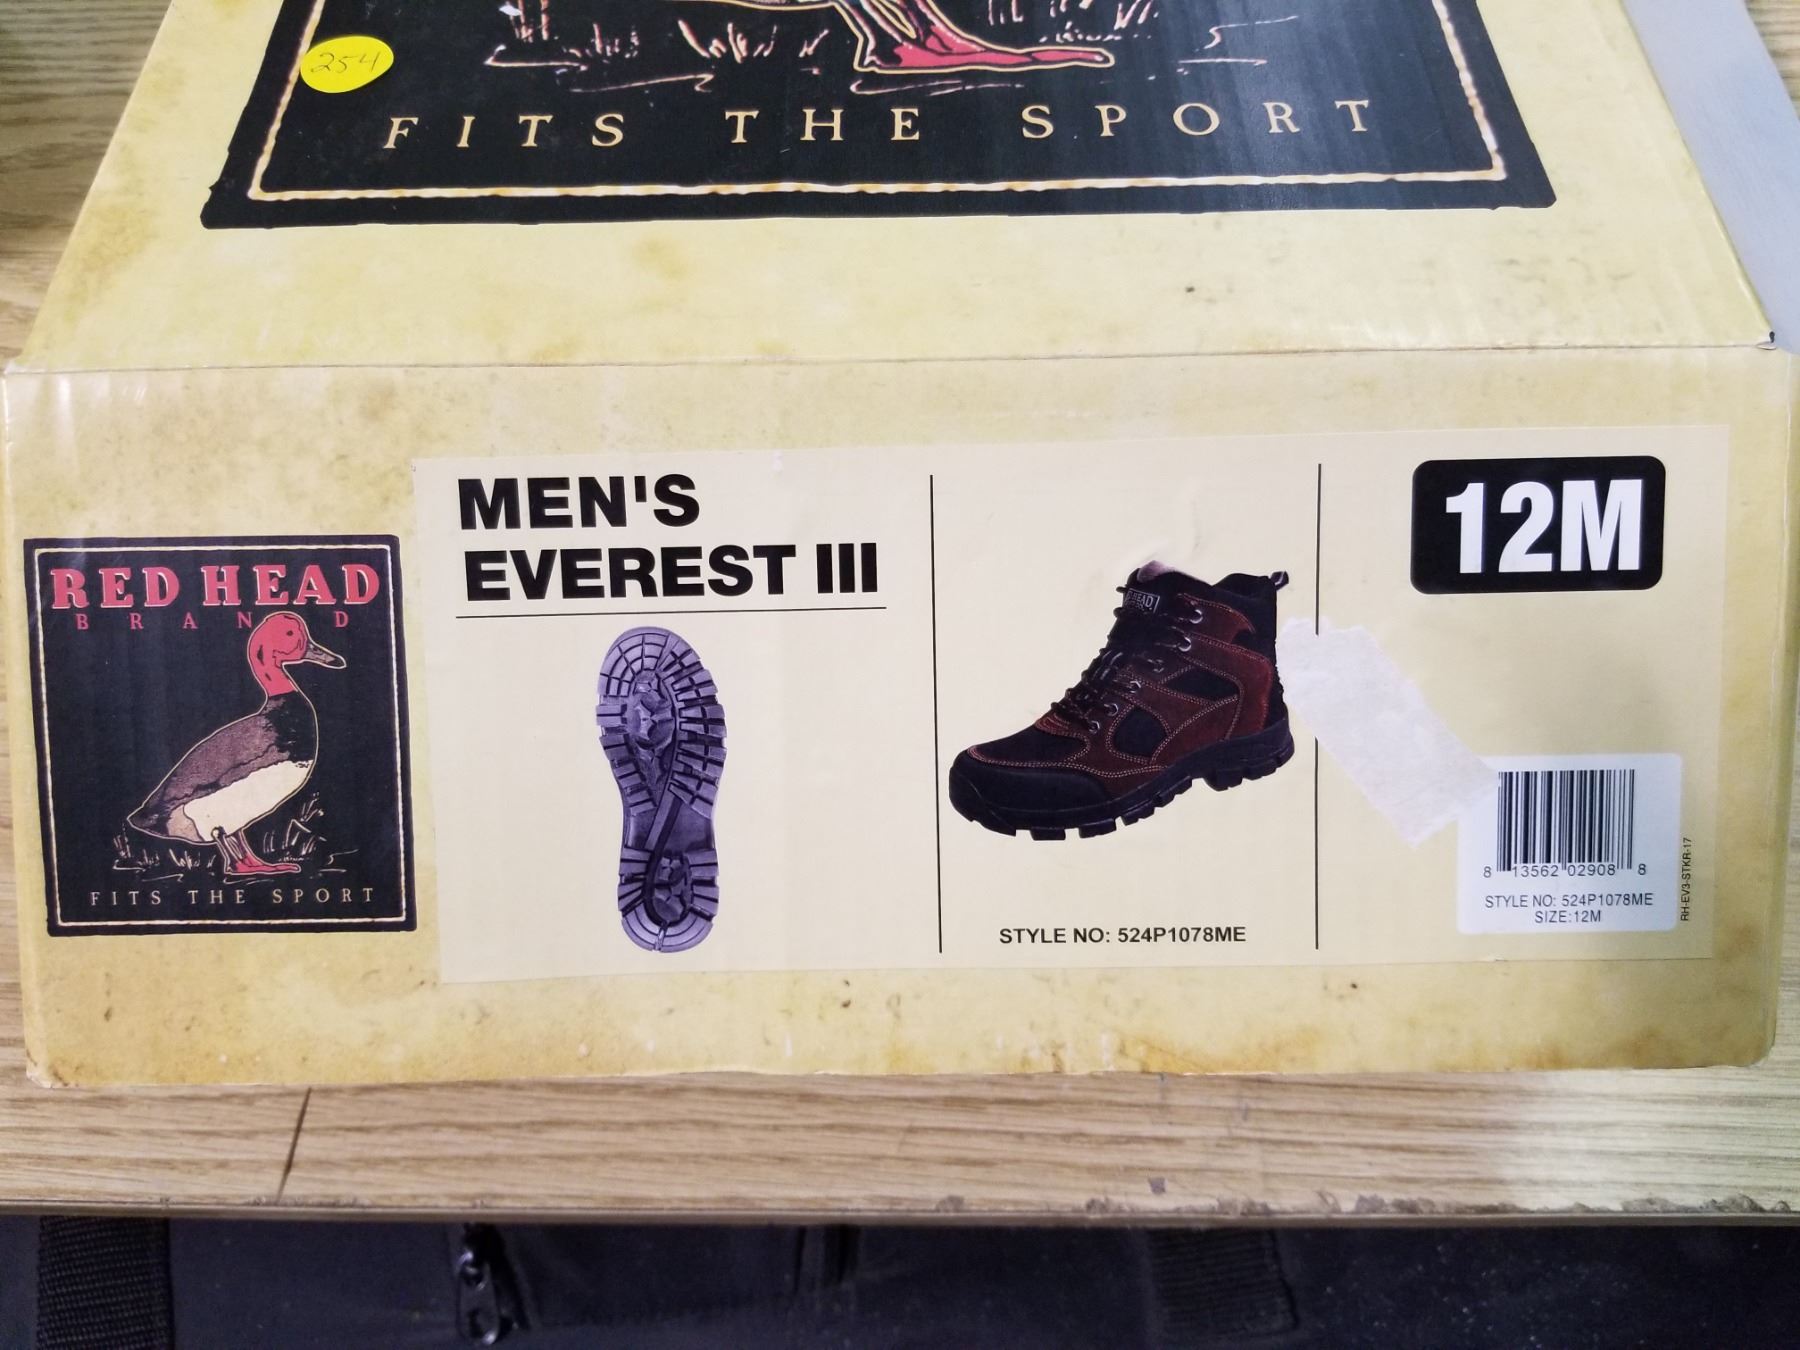 254
FITS THE SPORT
RED HEAD
BRAND
FITS THE SPORT
MEN'S
EVEREST III
HEAD
STYLE NO: 524P1078ME
12M
8 13562 02908 8
STYLE NO: 524P1078ME
SIZE:12M
RH-EV3-STKR-17